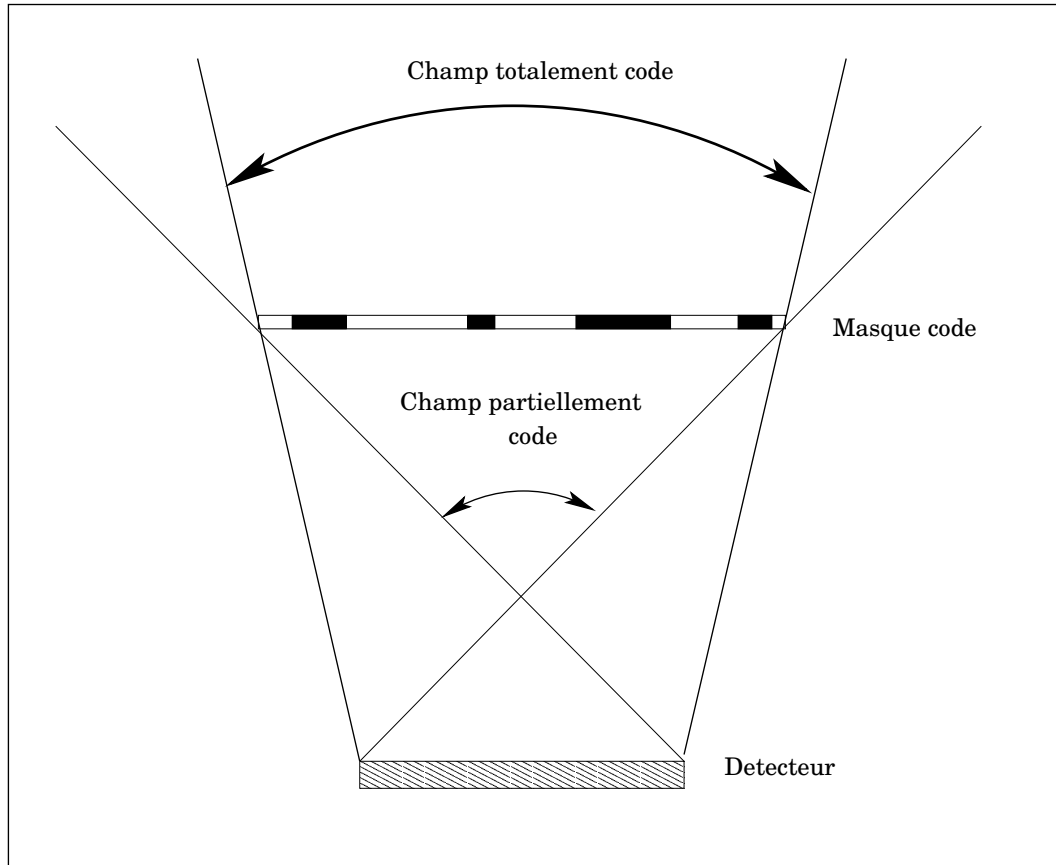 Champ totalement code
Masque code
Champ partiellement
code
Detecteur